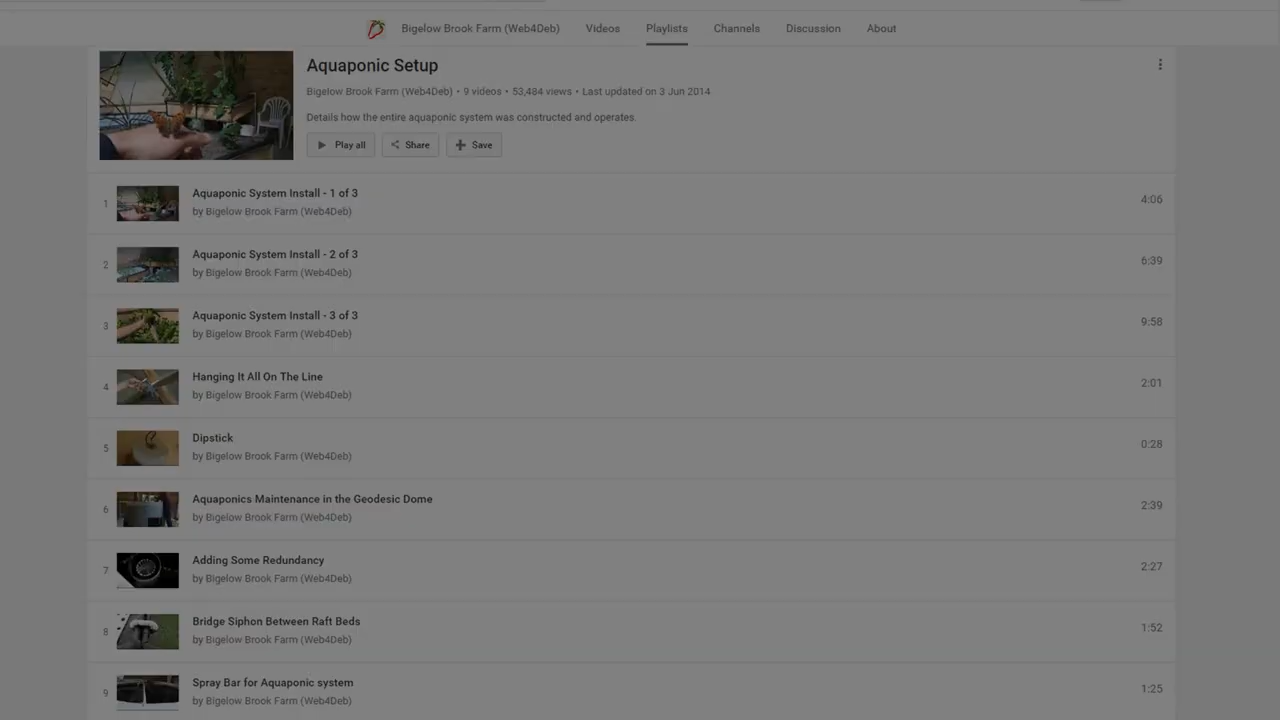 Bigelow Brook Farm (Web4Deb) Videos Playlists Channels Discussion About
Aquaponic Setup
Bigelow Brook Farm (Web4Deb) • 9 videos • 53,484 views • Last updated on 3 Jun 2014
Details how the entire aquaponic system was constructed and operates.
Play all Share Save
1 Aquaponic System Install - 1 of 3 4:06
by Bigelow Brook Farm (Web4Deb)
2 Aquaponic System Install - 2 of 3 6:39
by Bigelow Brook Farm (Web4Deb)
3 Aquaponic System Install - 3 of 3 9:58
by Bigelow Brook Farm (Web4Deb)
4 Hanging It All On The Line 2:01
by Bigelow Brook Farm (Web4Deb)
5 Dipstick 0:28
by Bigelow Brook Farm (Web4Deb)
6 Aquaponics Maintenance in the Geodesic Dome 2:39
by Bigelow Brook Farm (Web4Deb)
7 Adding Some Redundancy 2:27
by Bigelow Brook Farm (Web4Deb)
8 Bridge Siphon Between Raft Beds 1:52
by Bigelow Brook Farm (Web4Deb)
9 Spray Bar for Aquaponic system 1:25
by Bigelow Brook Farm (Web4Deb)